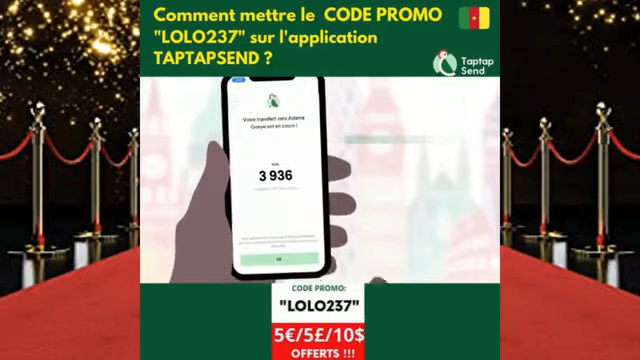 Comment mettre le CODE PROMO
"LOLO237" sur l'application
TAPTAPSEND ?
Taptap
Send
Votre transfert vers Adama
Gueye est en cours !
3 936
OK
CODE PROMO:
"LOLO237"
5€/5£/10$
OFFERTS !!!